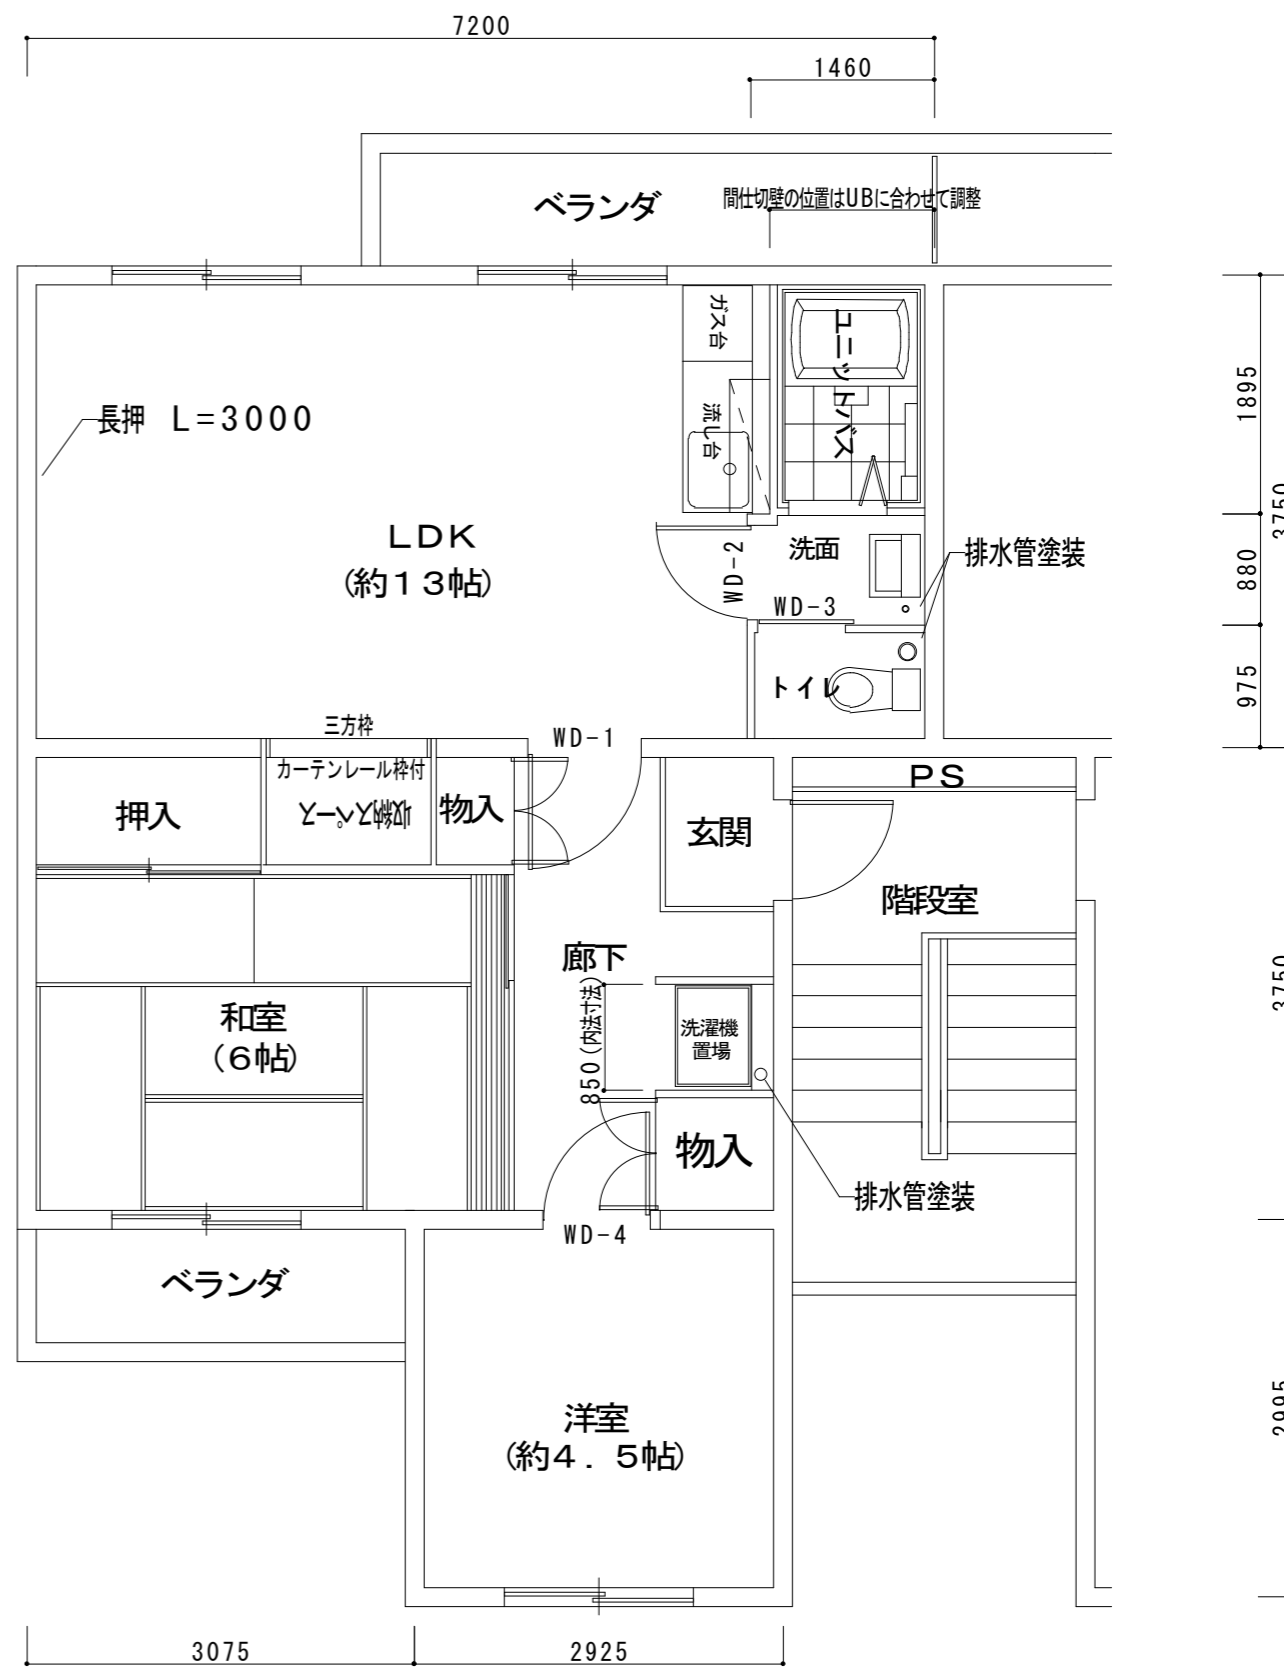 7200
1460
ベランダ
間仕切壁の位置はUBに合わせて調整
ガス台
ユニットバス
1895
長押 L=3000
流し台
3750
LDK
(約13帖)
WD-2
洗面
排水管塗装
880
WD-3
トイレ
975
三方枠
WD-1
カーテンレール枠付
PS
押入
収納スペース
物入
玄関
階段室
廊下
3750
和室
(6帖)
850(内法寸法)
洗濯機
置場
物入
排水管塗装
WD-4
ベランダ
2995
洋室
(約4.5帖)
3075
2925